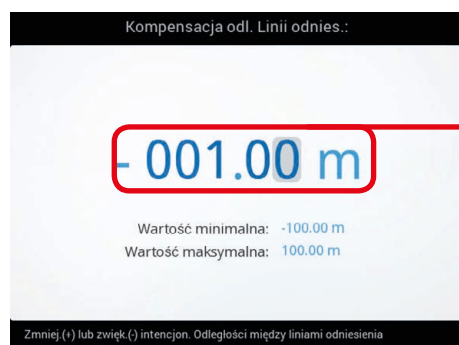 Kompensacja odl. Linii odnies.:
- 001.00 m
Wartość minimalna: -100.00 m
Wartość maksymalna: 100.00 m
Zmniej.(+) lub zwięk.(-) intencjon. Odległości między liniami odniesienia